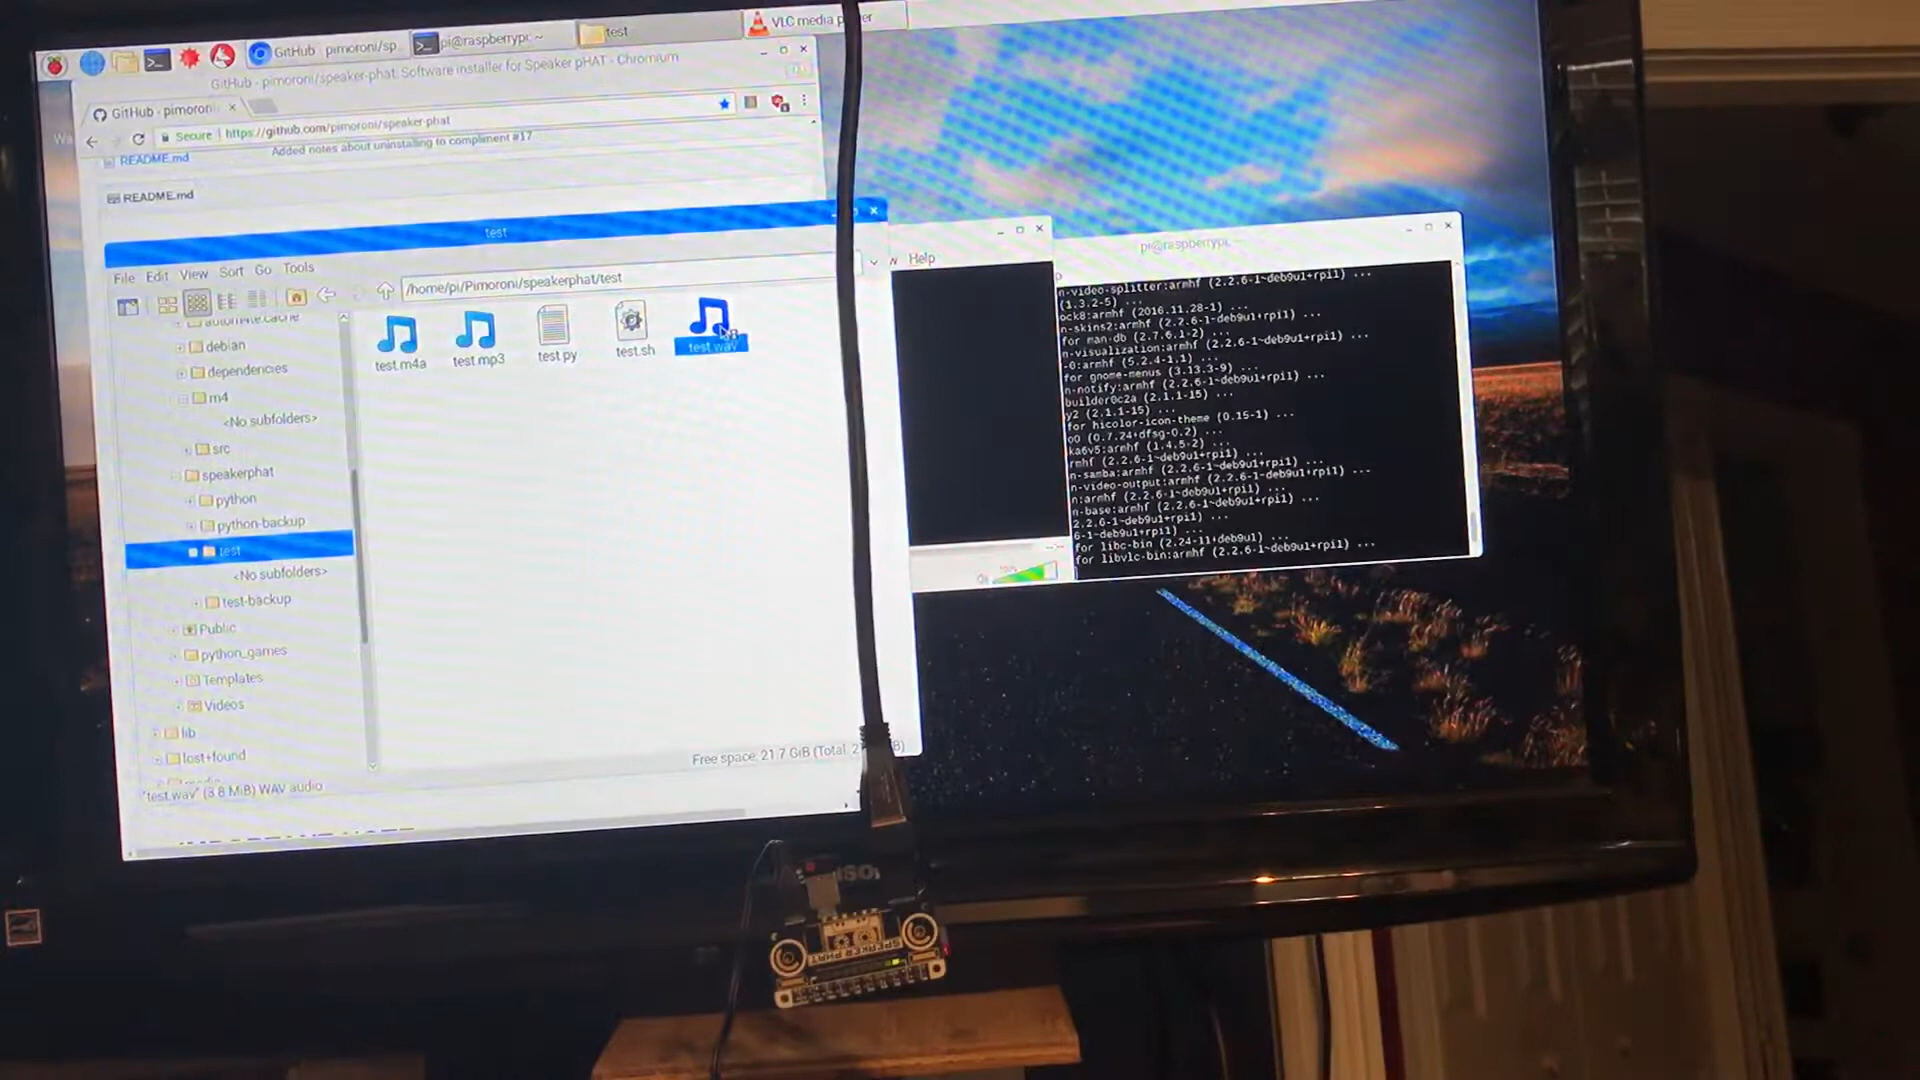 GitHub - pimoroni/sp...
pi@raspberrypi: ~
test
VLC media p er
GitHub - pimoroni/speaker-phat: Software installer for Speaker pHAT - Chromium
GitHub - pimoroni
Secure | https://github.com/pimoroni/speaker-phat
README.md
Added notes about uninstalling to compliment #17
README.md
test
File Edit View Sort Go Tools
/home/pi/Pimoroni/speakerphat/test
automate.cache
debian
dependencies
m4
<No subfolders>
src
speakerphat
python
python-backup
test
<No subfolders>
test-backup
Public
python_games
Templates
Videos
lib
lost+found
test.m4a
test.mp3
test.py
test.sh
test.wav
Free space: 21.7 GiB (Total: 2 B)
"test.wav" (3.8 MiB) WAV audio
w Help
100%
pi@raspberrypi: ~
n-video-splitter:armhf (2.2.6-1~deb9u1+rpi1) ...
(1.3.2-5) ...
ock8:armhf (2016.11.28-1) ...
n-skins2:armhf (2.2.6-1~deb9u1+rpi1) ...
for man-db (2.7.6.1-2) ...
n-visualization:armhf (2.2.6-1~deb9u1+rpi1) ...
-0:armhf (5.2.4-1.1) ...
for gnome-menus (3.13.3-9) ...
n-notify:armhf (2.2.6-1~deb9u1+rpi1) ...
builder0c2a (2.1.1-15) ...
y2 (2.1.1-15) ...
for hicolor-icon-theme (0.15-1) ...
o0 (0.7.24+dfsg-0.2) ...
ka6v5:armhf (1.4.5-2) ...
rmhf (2.2.6-1~deb9u1+rpi1) ...
n-samba:armhf (2.2.6-1~deb9u1+rpi1) ...
n-video-output:armhf (2.2.6-1~deb9u1+rpi1) ...
n:armhf (2.2.6-1~deb9u1+rpi1) ...
n-base:armhf (2.2.6-1~deb9u1+rpi1) ...
2.2.6-1~deb9u1+rpi1) ...
6-1~deb9u1+rpi1) ...
for libc-bin (2.24-11+deb9u1) ...
for libvlc-bin:armhf (2.2.6-1~deb9u1+rpi1) ...
SPEAKER PHAT